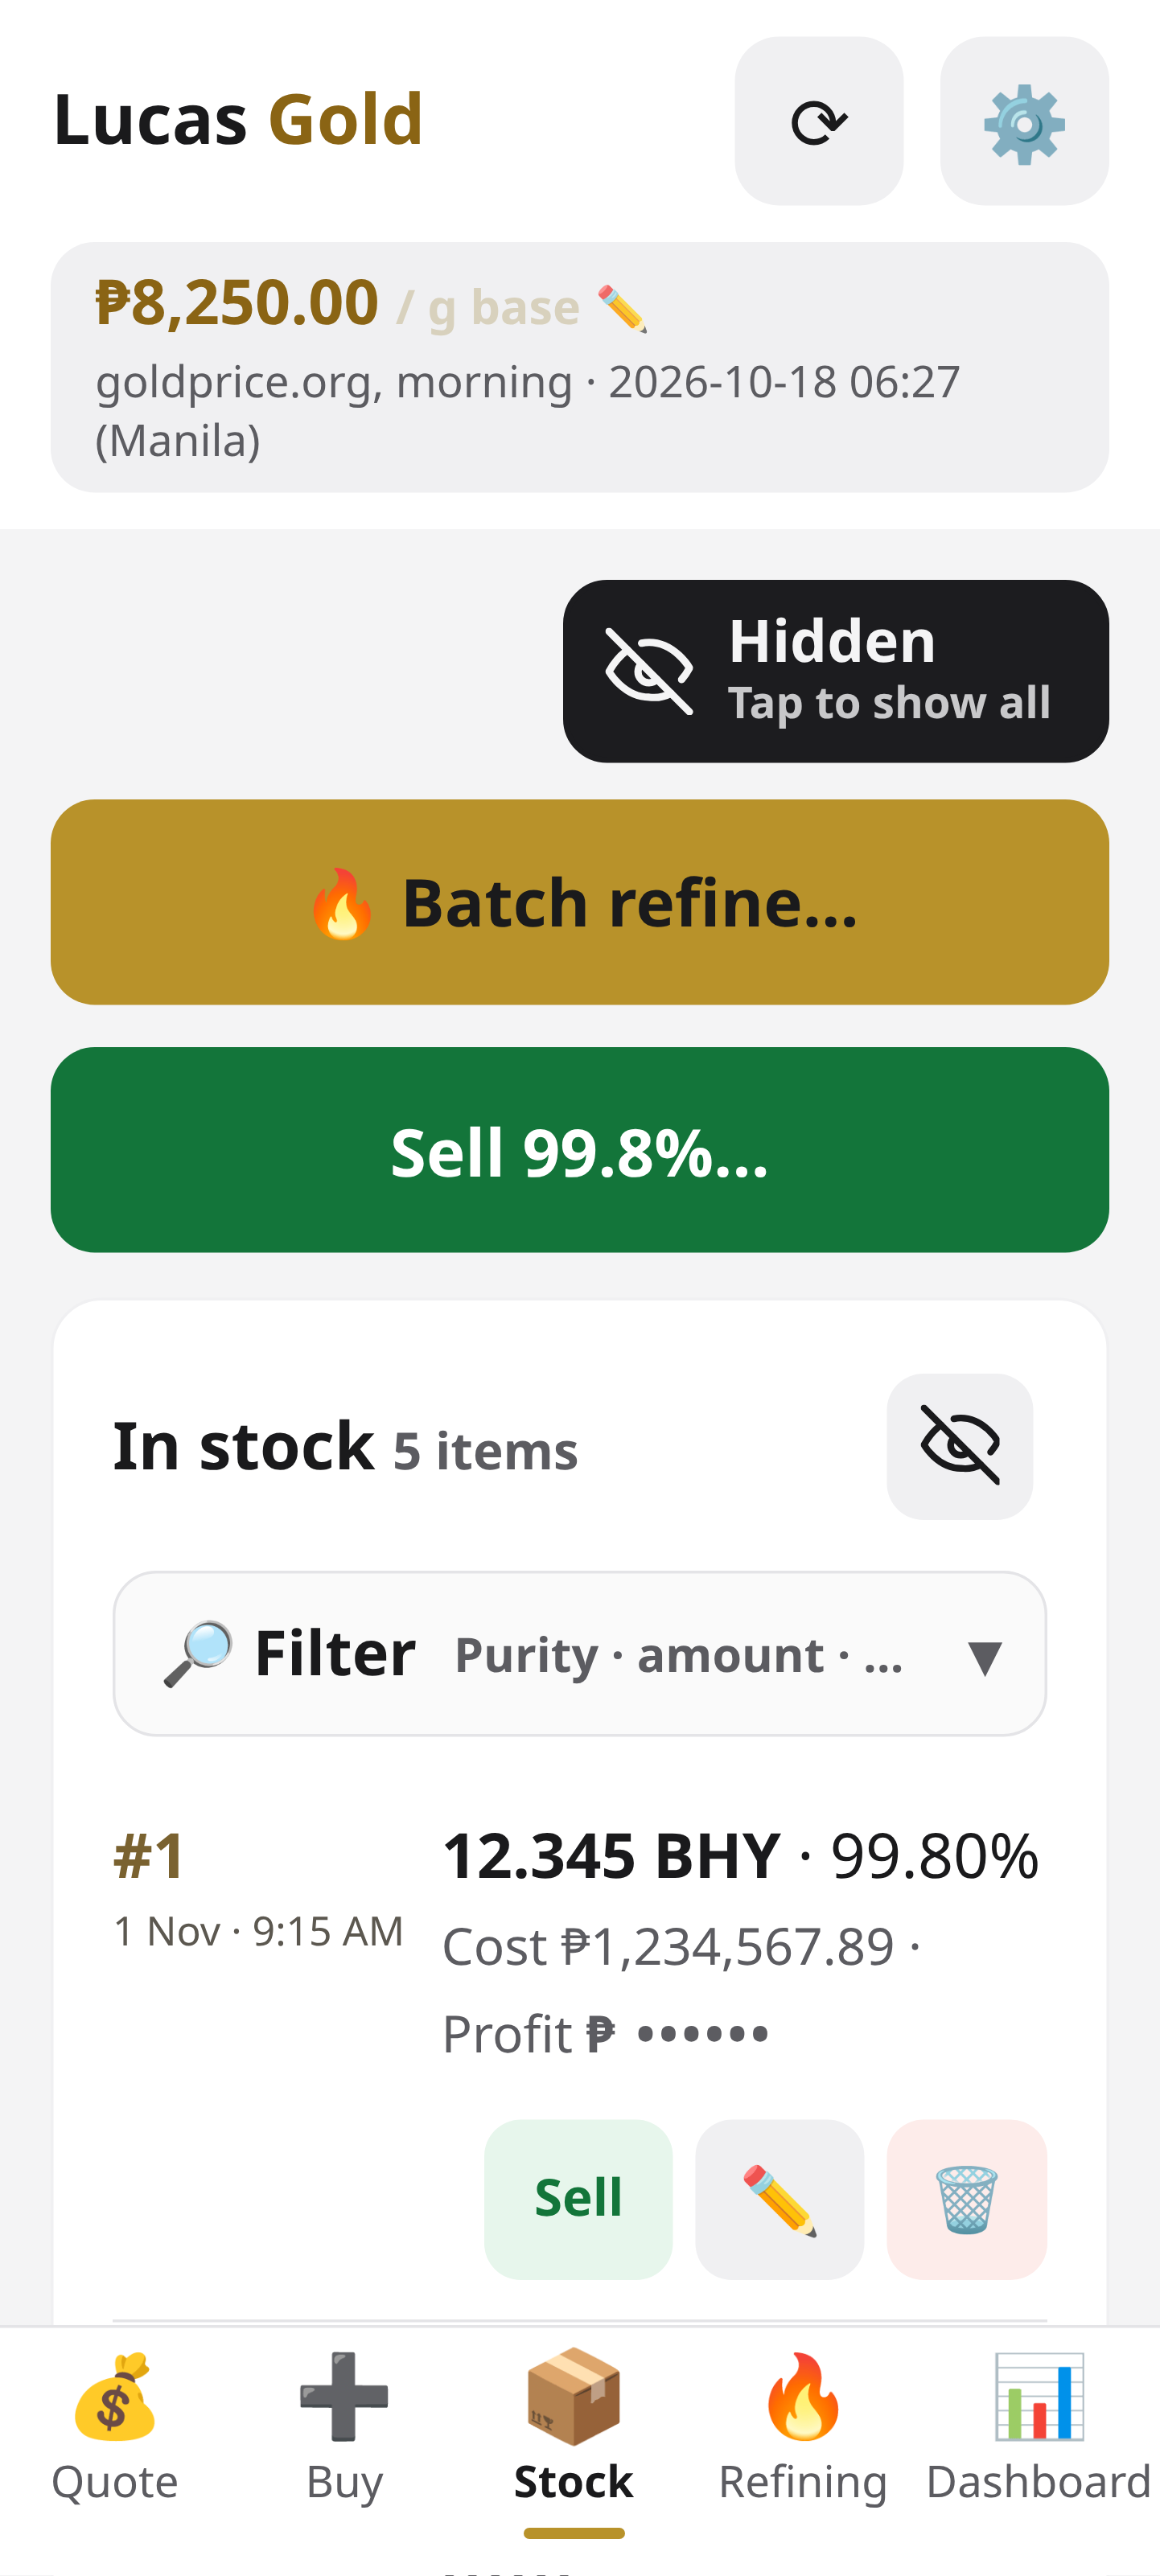 Lucas Gold
₱8,250.00 / g base
goldprice.org, morning · 2026-10-18 06:27
(Manila)
Hidden
Tap to show all
Batch refine...
Sell 99.8%...
In stock 5 items
Filter Purity · amount · ...
#1
1 Nov · 9:15 AM
12.345 BHY · 99.80%
Cost ₱1,234,567.89 ·
Profit ₱ ••••••
Sell
Quote
Buy
Stock
Refining
Dashboard